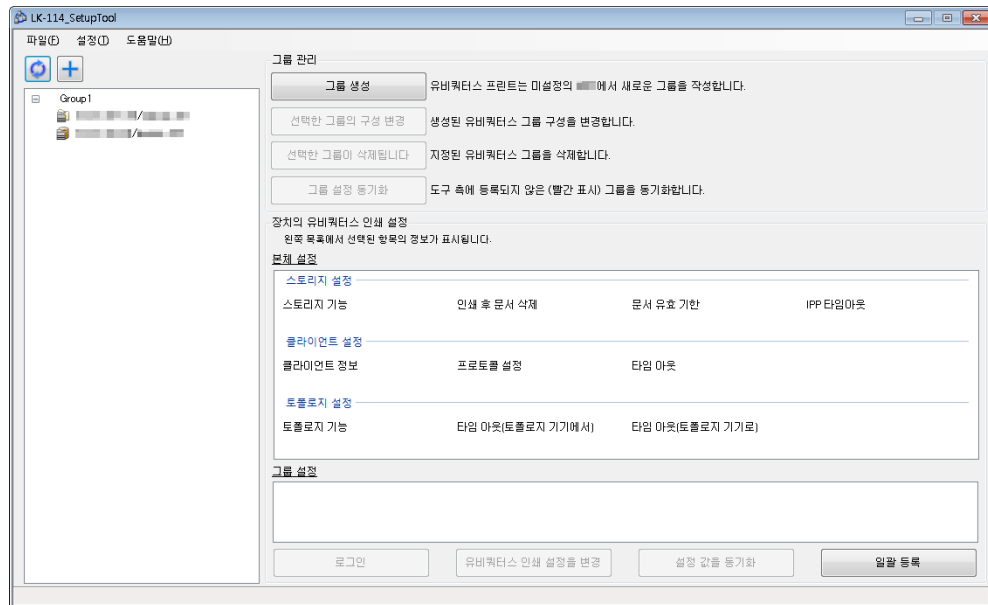 LK-114_SetupTool
파일(F) 설정(T) 도움말(H)
그룹 관리
그룹 생성 유비쿼터스 프린트는 미설정의 에서 새로운 그룹을 작성합니다.
Group1
선택한 그룹의 구성 변경 생성된 유비쿼터스 그룹 구성을 변경합니다.
선택한 그룹이 삭제됩니다 지정된 유비쿼터스 그룹을 삭제합니다.
그룹 설정 동기화 도구 측에 등록되지 않은 (빨간 표시) 그룹을 동기화합니다.
장치의 유비쿼터스 인쇄 설정
왼쪽 목록에서 선택된 항목의 정보가 표시됩니다.
본체 설정
스토리지 설정
스토리지 기능 인쇄 후 문서 삭제 문서 유효 기한 IPP 타임아웃
클라이언트 설정
클라이언트 정보 프로토콜 설정 타임 아웃
토폴로지 설정
토폴로지 기능 타임 아웃(토폴로지 기기에서) 타임 아웃(토폴로지 기기로)
그룹 설정
로그인 유비쿼터스 인쇄 설정을 변경 설정 값을 동기화 일괄 등록